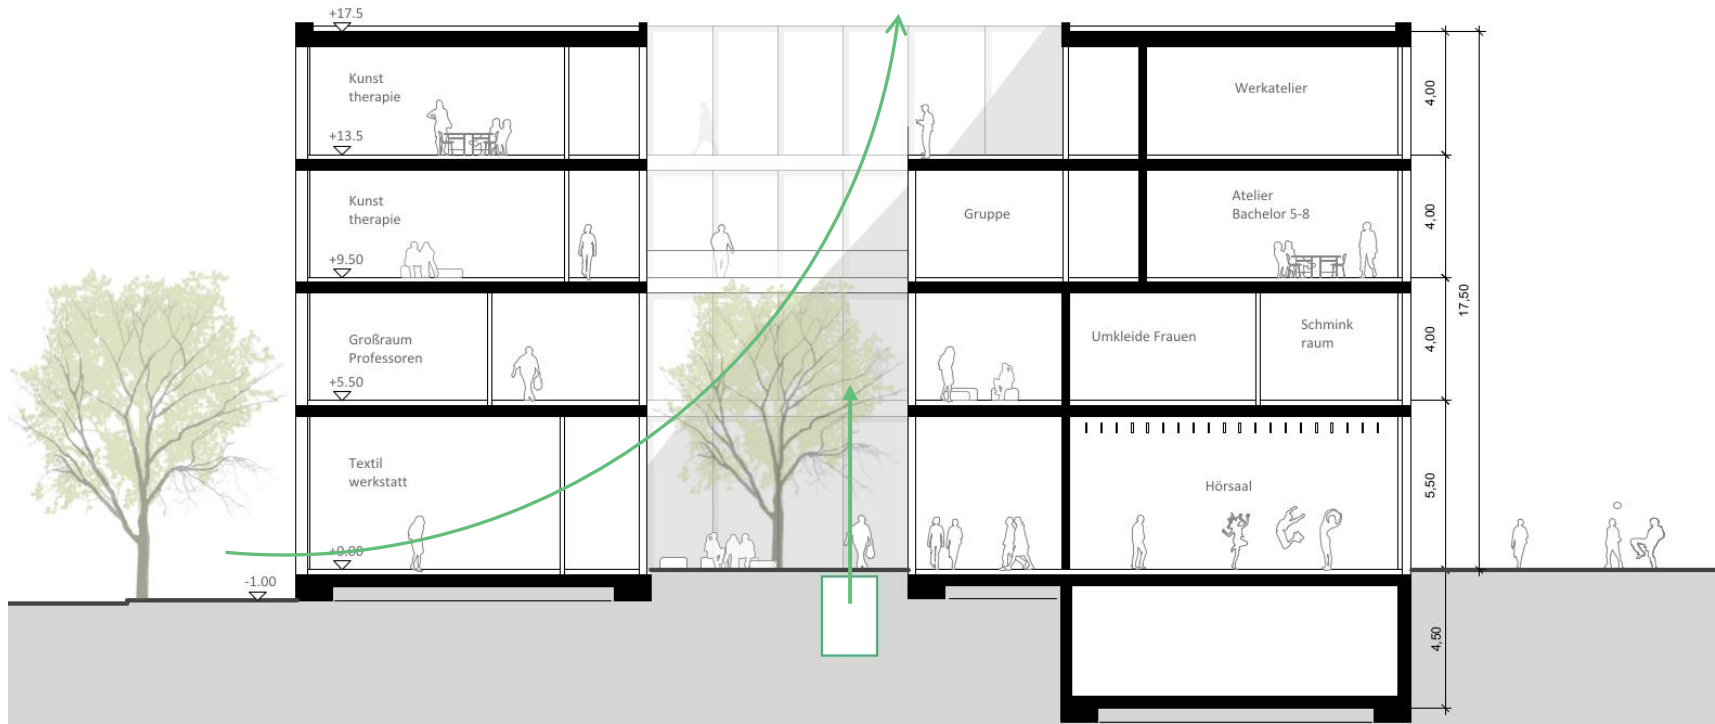 +17.5
Kunst
therapie
+13.5
Kunst
therapie
+9.50
Großraum
Professoren
+5.50
Textil
werkstatt
+0.00
-1.00
Gruppe
Werkatelier
Atelier
Bachelor 5-8
Umkleide Frauen
Schmink
raum
Hörsaal
4,00
4,00
4,00
5,50
4,50
17,50